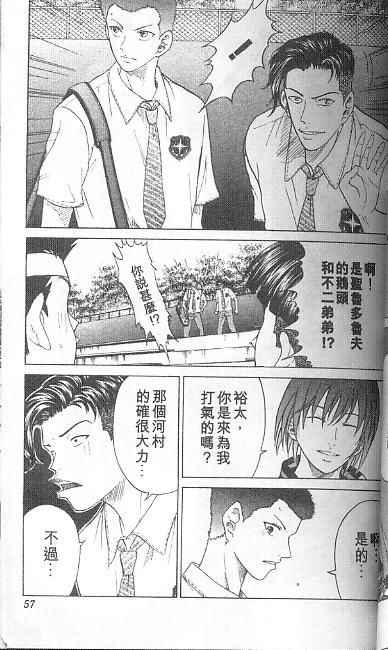 !
啊！
是聖魯多魯夫
的鵝頭
和不二弟弟!?
你說甚麼!?
裕太，
你是來為我
打氣的嗎？
啊…
是的…
那個河村
的確很大力…
不過…
57